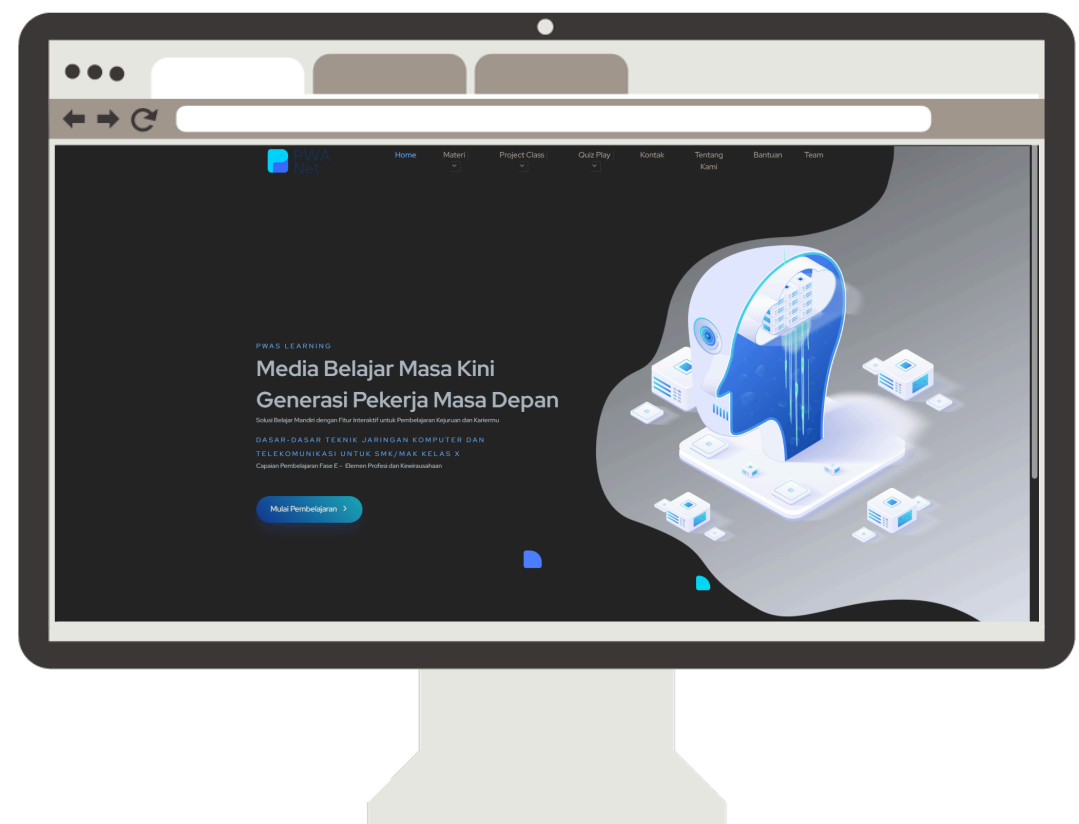 PWA
Net
Home
Materi
Project Class
Quiz Play
Kontak
Tentang
Kami
Bantuan
Team
PWAS LEARNING
Media Belajar Masa Kini
Generasi Pekerja Masa Depan
Solusi Belajar Mandiri dengan Fitur Interaktif untuk Pembelajaran Kejuruan dan Kariermu
DASAR-DASAR TEKNIK JARINGAN KOMPUTER DAN
TELEKOMUNIKASI UNTUK SMK/MAK KELAS X
Capaian Pembelajaran Fase E – Elemen Profesi dan Kewirausahaan
Mulai Pembelajaran